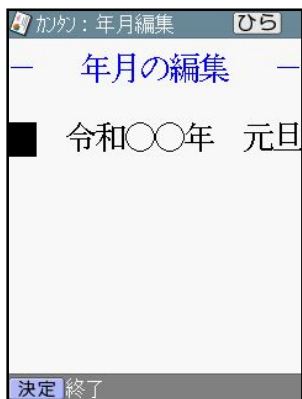 ｶﾝﾀﾝ：年月編集 ひら
－ 年月の編集 －
令和○○年 元旦
決定 終了